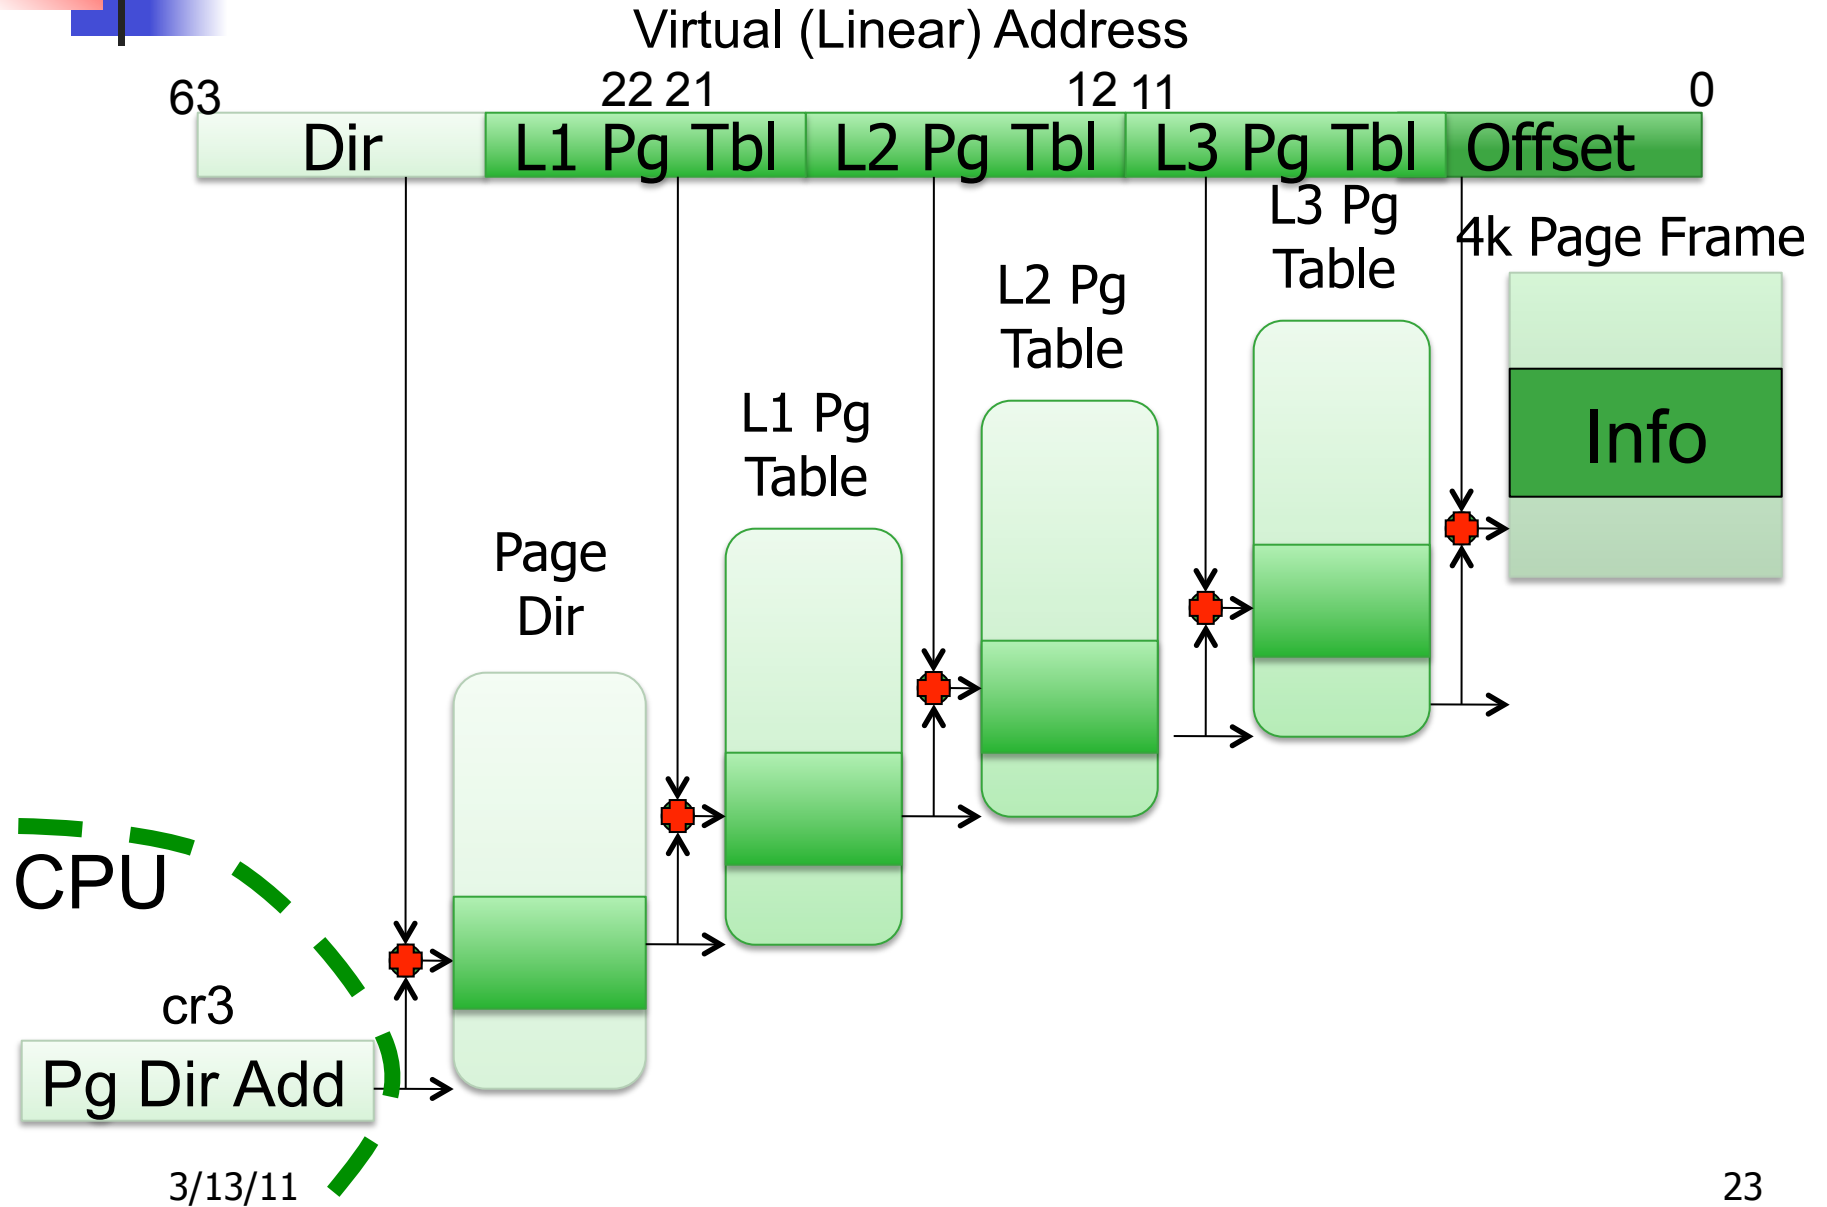 Virtual (Linear) Address
63 22 21 12 11 0
Dir L1 Pg Tbl L2 Pg Tbl L3 Pg Tbl Offset
L3 Pg
Table
4k Page Frame
L2 Pg
Table
L1 Pg
Table
Info
Page
Dir
CPU
cr3
Pg Dir Add
3/13/11
23